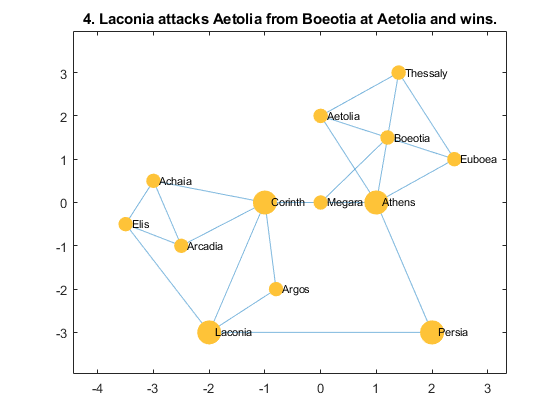 4. Laconia attacks Aetolia from Boeotia at Aetolia and wins.
3
Thessaly
2
Aetolia
Boeotia
1
Euboea
Achaia
0
Corinth
Megara
Athens
Elis
-1
Arcadia
-2
Argos
-3
Laconia
Persia
-4 -3 -2 -1 0 1 2 3